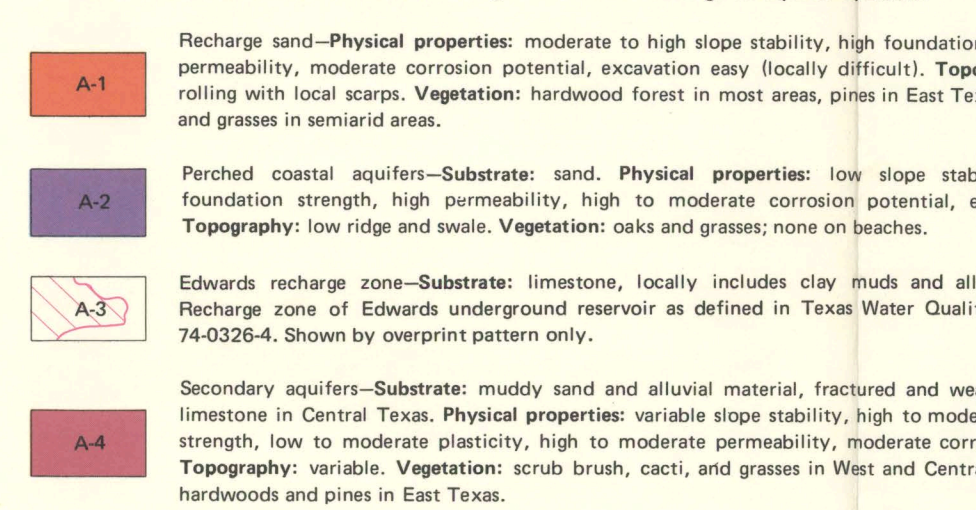 Recharge sand—Physical properties: moderate to high slope stability, high foundation
A-1
permeability, moderate corrosion potential, excavation easy (locally difficult). Topo
rolling with local scarps. Vegetation: hardwood forest in most areas, pines in East Te
and grasses in semiarid areas.
Perched coastal aquifers—Substrate: sand. Physical properties: low slope stab
A-2
foundation strength, high permeability, high to moderate corrosion potential, e
Topography: low ridge and swale. Vegetation: oaks and grasses; none on beaches.
Edwards recharge zone—Substrate: limestone, locally includes clay muds and all
A-3
Recharge zone of Edwards underground reservoir as defined in Texas Water Quali
74-0326-4. Shown by overprint pattern only.
Secondary aquifers—Substrate: muddy sand and alluvial material, fractured and wea
limestone in Central Texas. Physical properties: variable slope stability, high to mode
A-4
strength, low to moderate plasticity, high to moderate permeability, moderate corr
Topography: variable. Vegetation: scrub brush, cacti, and grasses in West and Centra
hardwoods and pines in East Texas.